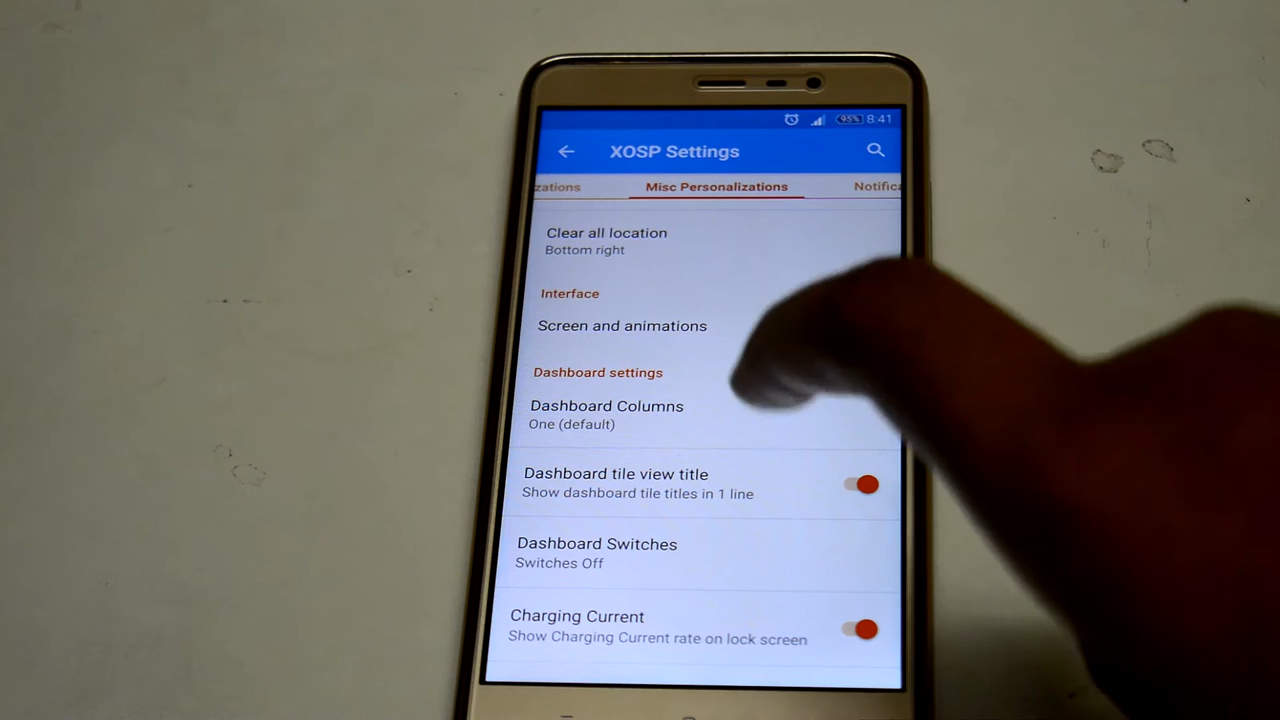 95% 8:41
XOSP Settings
zations Misc Personalizations Notifica
Clear all location
Bottom right
Interface
Screen and animations
Dashboard settings
Dashboard Columns
One (default)
Dashboard tile view title
Show dashboard tile titles in 1 line
Dashboard Switches
Switches Off
Charging Current
Show Charging Current rate on lock screen